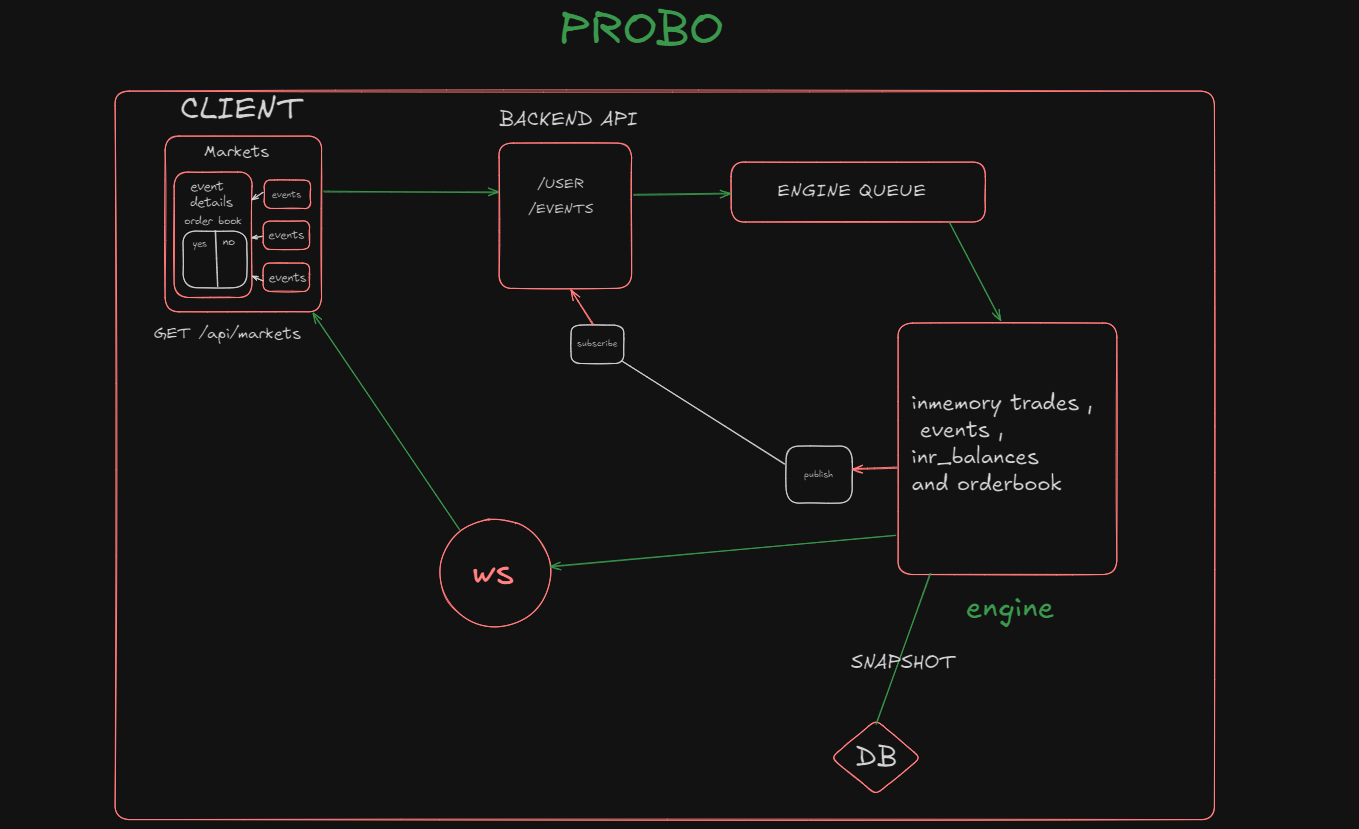 PROBO
CLIENT
BACKEND API
Markets
event
details
order book
yes
no
events
events
events
GET /api/markets
/USER
/EVENTS
ENGINE QUEUE
subscribe
publish
inmemory trades ,
events ,
inr_balances
and orderbook
ws
engine
SNAPSHOT
DB